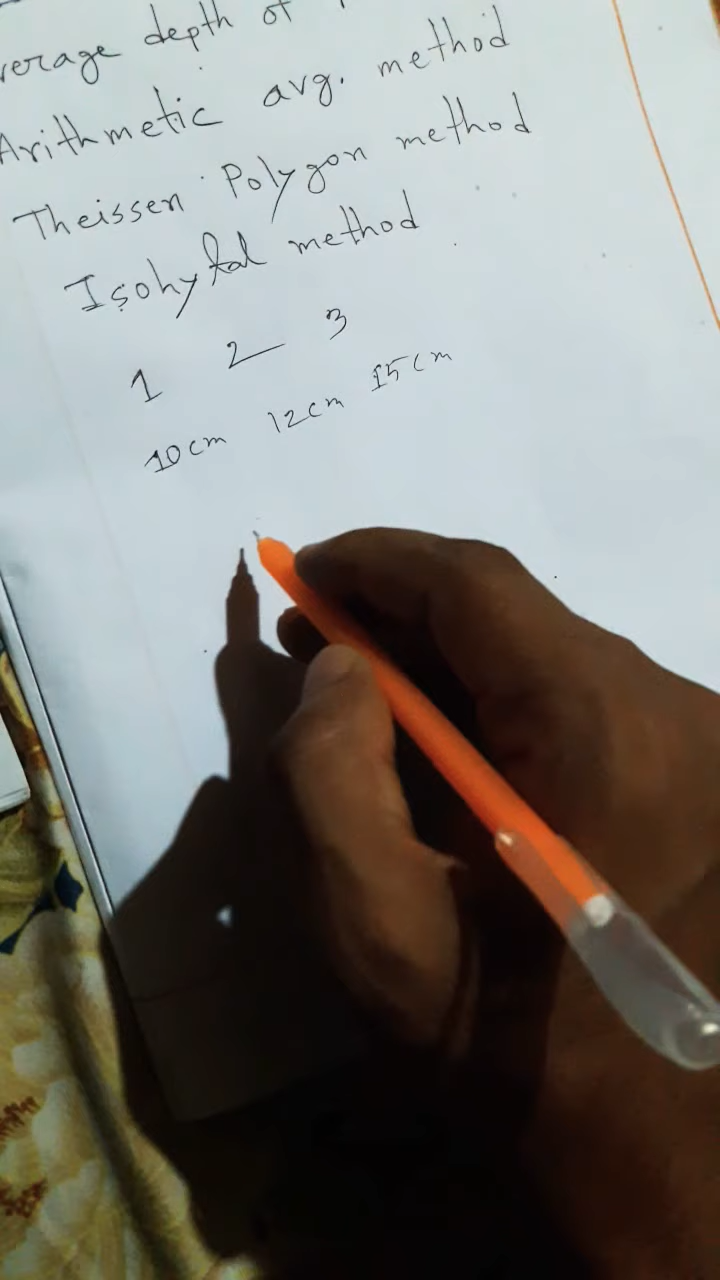 verage depth of
Arithmetic avg. method
Theissen Polygon method
Isohytal method
1 2 3
10cm 12cm 15cm